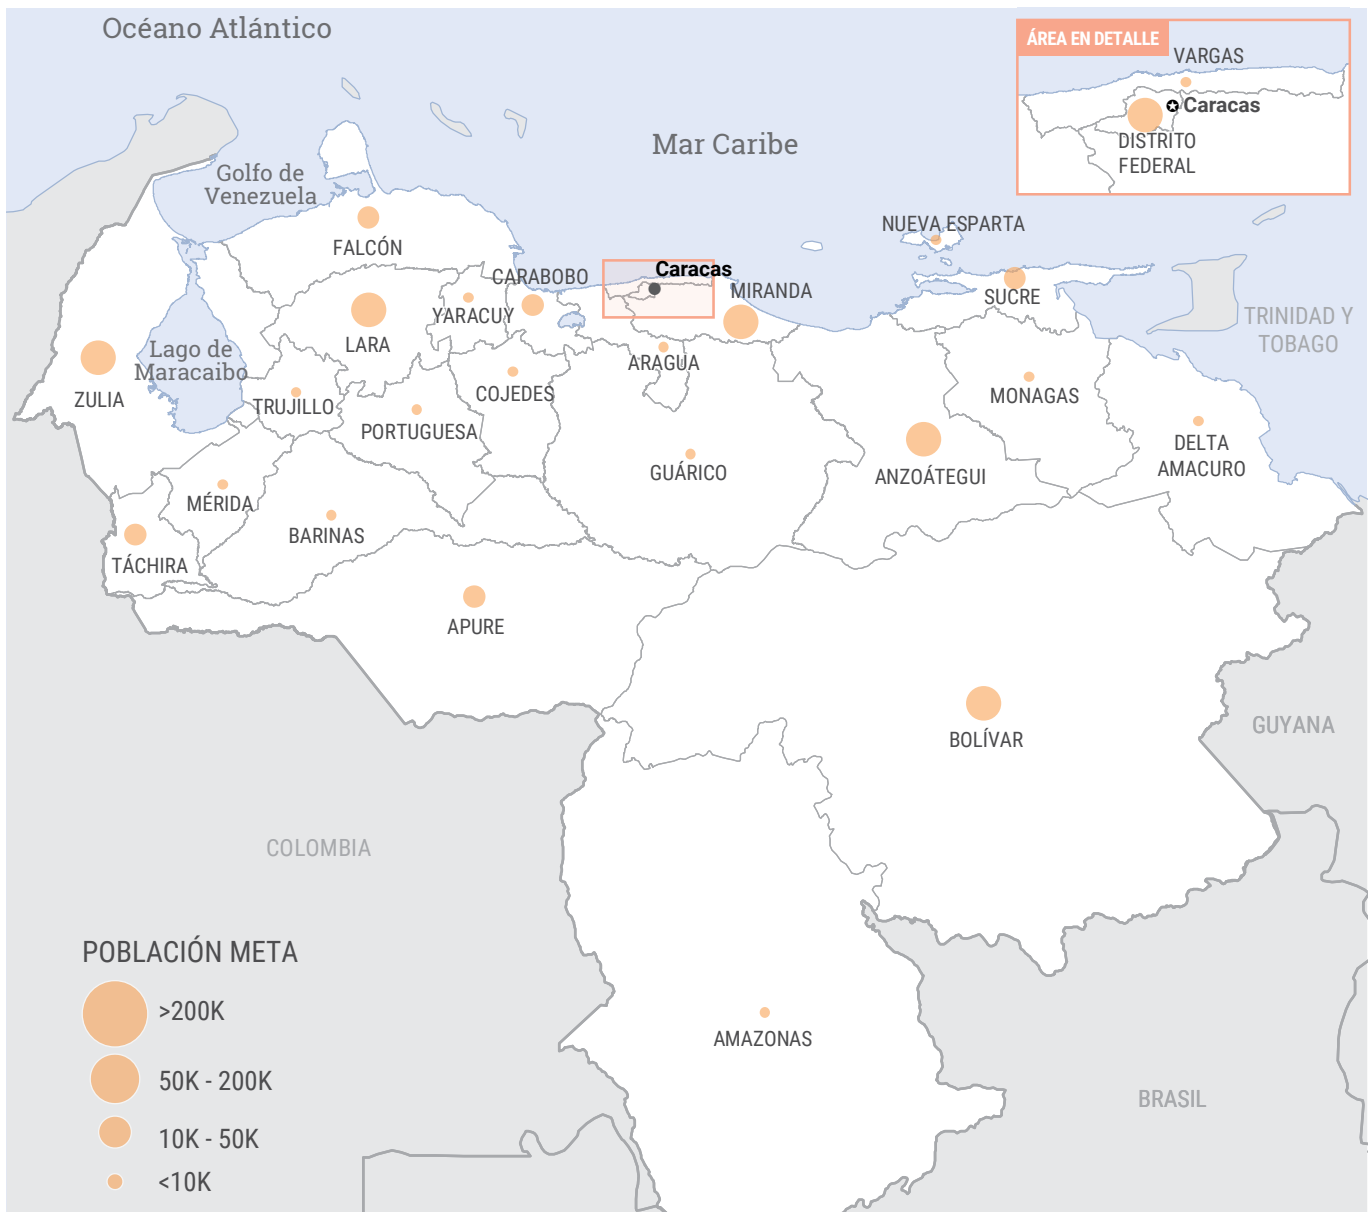 Océano Atlántico
ÁREA EN DETALLE
VARGAS
Caracas
DISTRITO
FEDERAL
Mar Caribe
Golfo de
Venezuela
NUEVA ESPARTA
FALCÓN
CARABOBO
Caracas
MIRANDA
SUCRE
YARACUY
LARA
TRINIDAD Y
TOBAGO
Lago de
Maracaibo
ARAGUA
ZULIA
TRUJILLO
COJEDES
MONAGAS
PORTUGUESA
DELTA
AMACURO
GUÁRICO
ANZOÁTEGUI
MÉRIDA
BARINAS
TÁCHIRA
APURE
BOLÍVAR
GUYANA
COLOMBIA
POBLACIÓN META
>200K
50K - 200K
10K - 50K
<10K
AMAZONAS
BRASIL